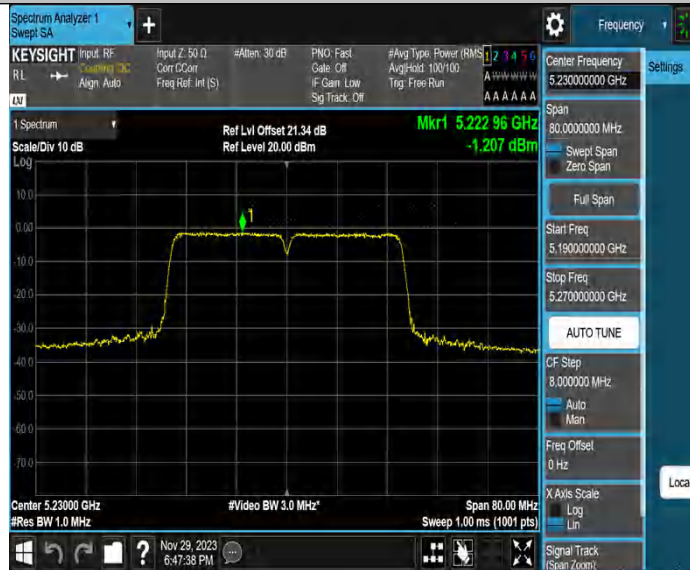 Spectrum Analyzer 1
Swept SA
+
Frequency
KEYSIGHT
RL
LXI
Input: RF
Coupling: DC
Align: Auto
Input Z: 50 Ω
Corr CCorr
Freq Ref: Int (S)
#Atten: 30 dB
PNO: Fast
Gate: Off
IF Gain: Low
Sig Track: Off
#Avg Type: Power (RMS
Avg|Hold: 100/100
Trig: Free Run
1 2 3 4 5 6
A W W W W W
A A A A A A
Settings
Center Frequency
5.230000000 GHz
Span
80.0000000 MHz
Swept Span
Zero Span
Full Span
Start Freq
5.190000000 GHz
Stop Freq
5.270000000 GHz
AUTO TUNE
CF Step
8.000000 MHz
Auto
Man
Freq Offset
0 Hz
X Axis Scale
Log
Lin
Signal Track
(Span Zoom)
Loca
1 Spectrum
Scale/Div 10 dB
Log
Ref Lvl Offset 21.34 dB
Ref Level 20.00 dBm
Mkr1 5.222 96 GHz
-1.207 dBm
1
10.0
0.00
-10.0
-20.0
-30.0
-40.0
-50.0
-60.0
-70.0
Center 5.23000 GHz
#Res BW 1.0 MHz
#Video BW 3.0 MHz*
Span 80.00 MHz
Sweep 1.00 ms (1001 pts)
?
Nov 29, 2023
6:47:38 PM